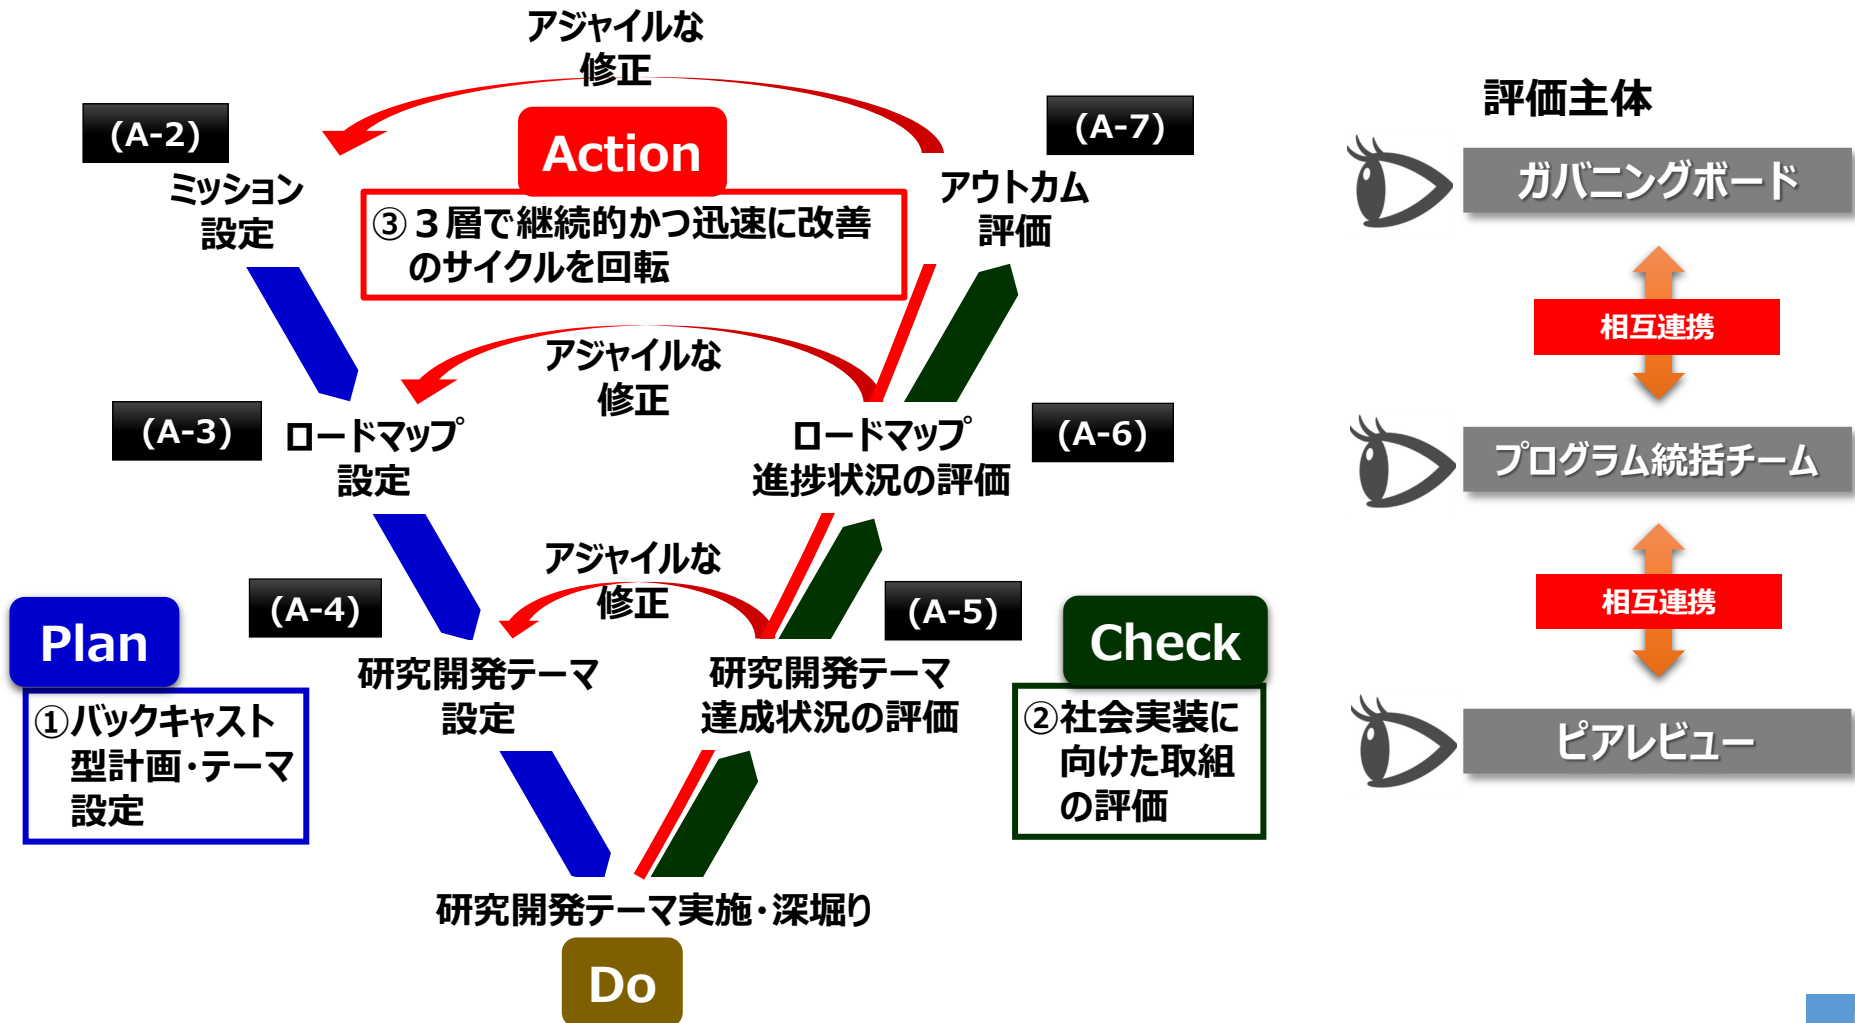 アジャイルな
修正
(A-2)
Action
(A-7)
ミッション
設定
③３層で継続的かつ迅速に改善
のサイクルを回転
アウトカム
評価
アジャイルな
修正
(A-3)
ロードマップ
設定
ロードマップ
進捗状況の評価
(A-6)
アジャイルな
修正
(A-4)
(A-5)
Plan
①バックキャスト
型計画・テーマ
設定
研究開発テーマ
設定
研究開発テーマ
達成状況の評価
Check
②社会実装に
向けた取組
の評価
研究開発テーマ実施・深堀り
Do
評価主体
ガバニングボード
相互連携
プログラム統括チーム
相互連携
ピアレビュー